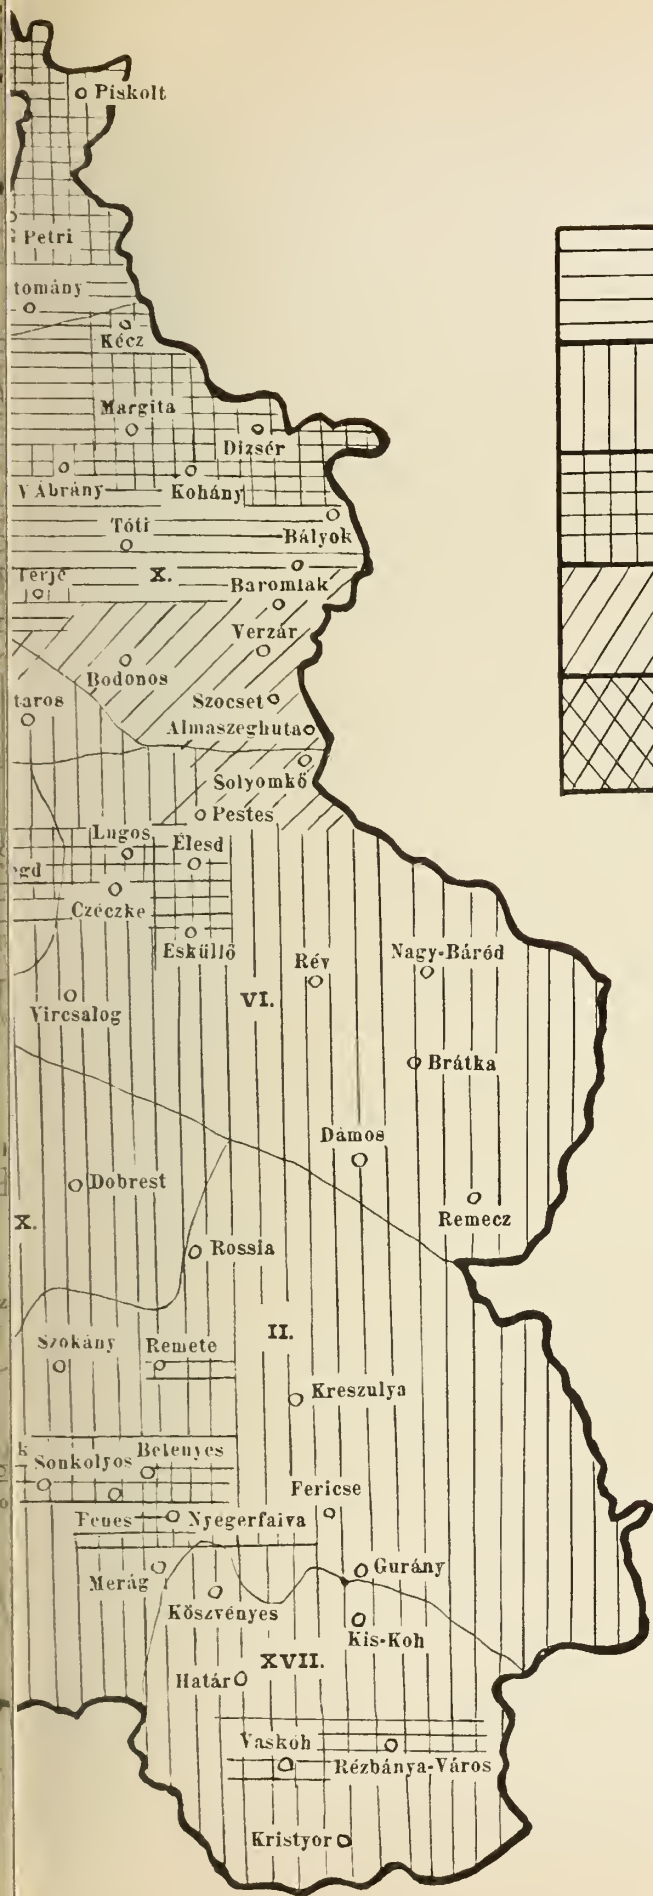 Piskolt
Petri
tomány
Kécz
Margita
Dizsér
V Ábrány
Kohány
Bályok
Tóti
Terje
X.
Baromlak
Verzár
Bodonos
Szocset
taros
Almaszeghuta
Solyomkő
Pestes
Lugos
Élesd
Czéczke
Esküllő
Rév
Nagy-Báród
VI.
Vircsalog
Brátka
Dámos
Dobrest
Remecz
X.
Rossia
II.
Szokány
Remete
Kreszulya
k
Sonkolyos
Belenyes
Fericse
Fenes
Nyégerfalva
Merág
Gurány
Köszvényes
Kis-Koh
XVII.
Határ
Vaskoh
Rézbánya-Város
Kristyor